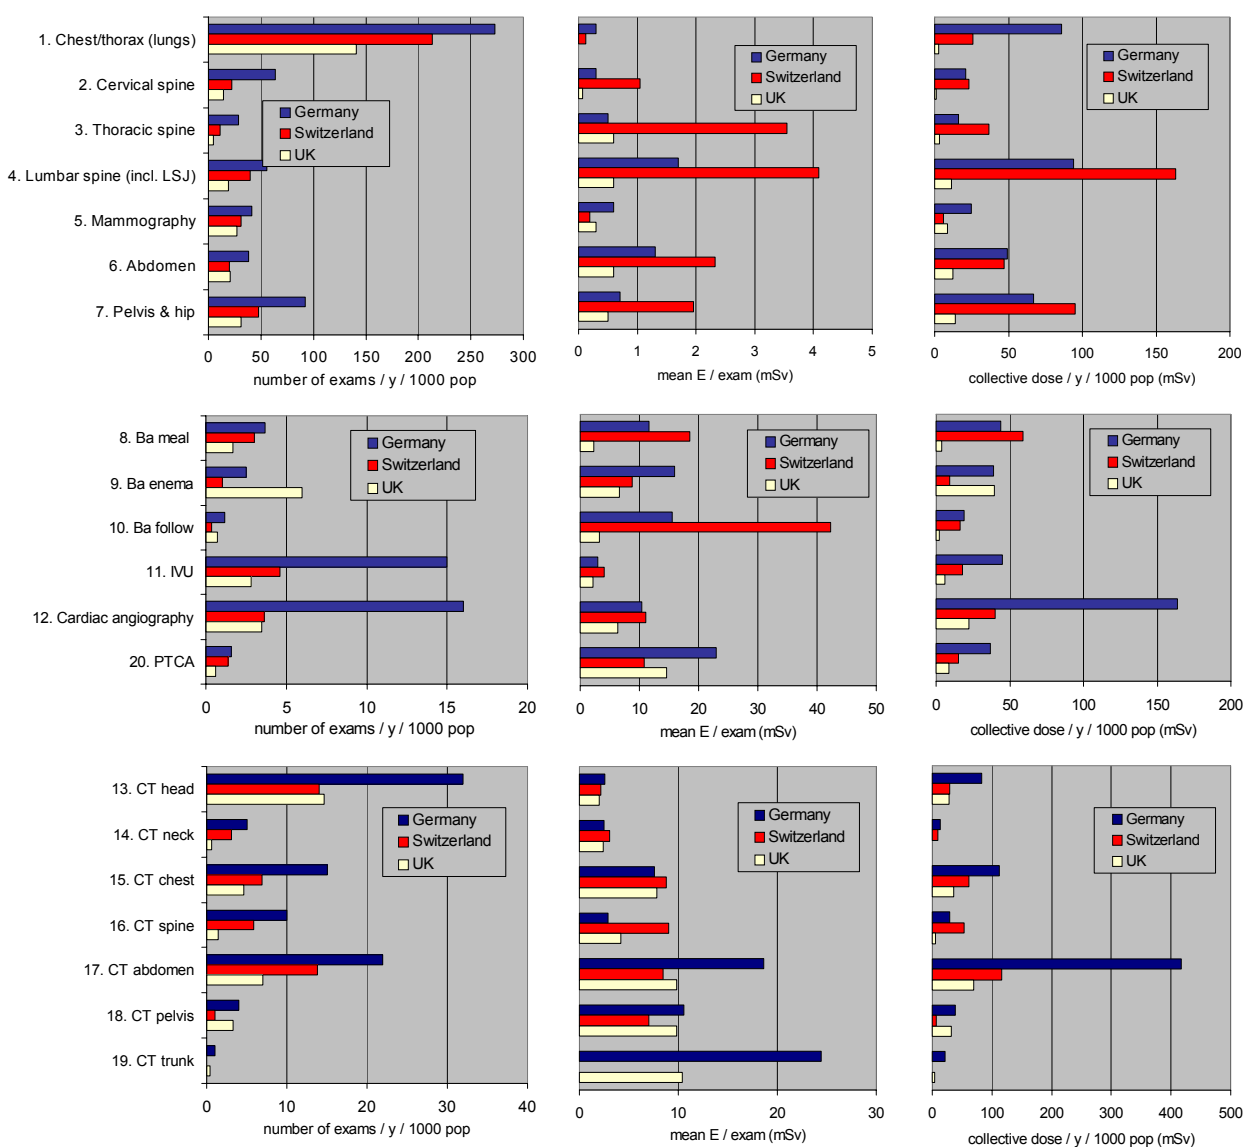 1. Chest/thorax (lungs)
2. Cervical spine
3. Thoracic spine
4. Lumbar spine (incl. LSJ)
5. Mammography
6. Abdomen
7. Pelvis & hip
Germany
Switzerland
UK
0 50 100 150 200 250 300
number of exams / y / 1000 pop
Germany
Switzerland
UK
0 1 2 3 4 5
mean E / exam (mSv)
Germany
Switzerland
UK
0 50 100 150 200
collective dose / y / 1000 pop (mSv)
8. Ba meal
9. Ba enema
10. Ba follow
11. IVU
12. Cardiac angiography
20. PTCA
Germany
Switzerland
UK
0 5 10 15 20
number of exams / y / 1000 pop
Germany
Switzerland
UK
0 10 20 30 40 50
mean E / exam (mSv)
Germany
Switzerland
UK
0 50 100 150 200
collective dose / y / 1000 pop (mSv)
13. CT head
14. CT neck
15. CT chest
16. CT spine
17. CT abdomen
18. CT pelvis
19. CT trunk
Germany
Switzerland
UK
0 10 20 30 40
number of exams / y / 1000 pop
Germany
Switzerland
UK
0 10 20 30
mean E / exam (mSv)
Germany
Switzerland
UK
0 100 200 300 400 500
collective dose / y / 1000 pop (mSv)